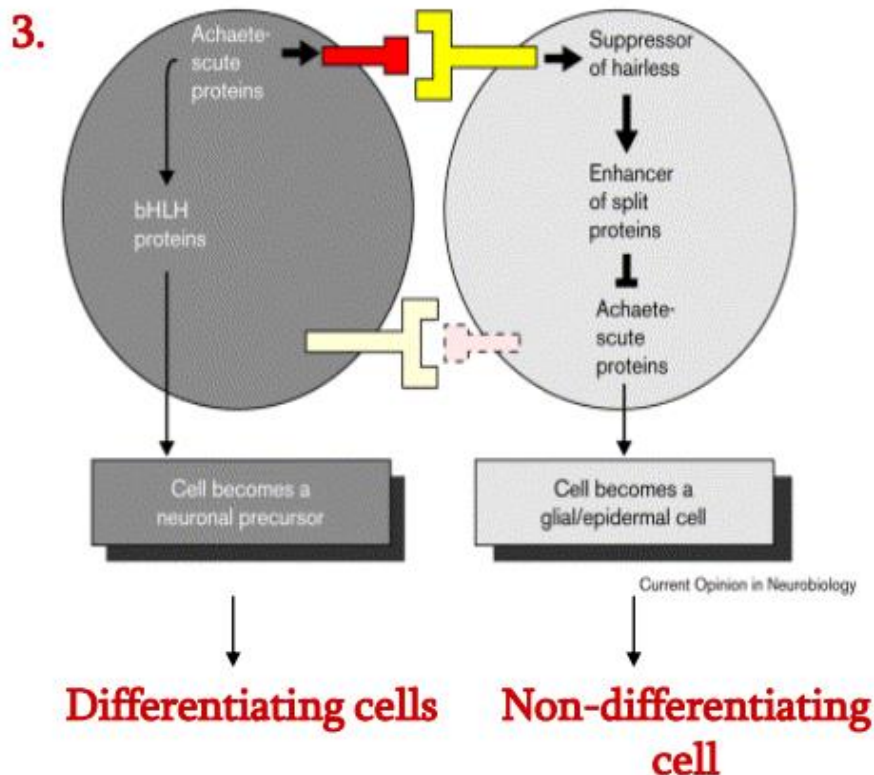 3.
Achaete-
scute
proteins
bHLH
proteins
Suppressor
of hairless
Enhancer
of split
proteins
Achaete-
scute
proteins
Cell becomes a
neuronal precursor
Cell becomes a
glial/epidermal cell
Current Opinion in Neurobiology
Differentiating cells
Non-differentiating
cell